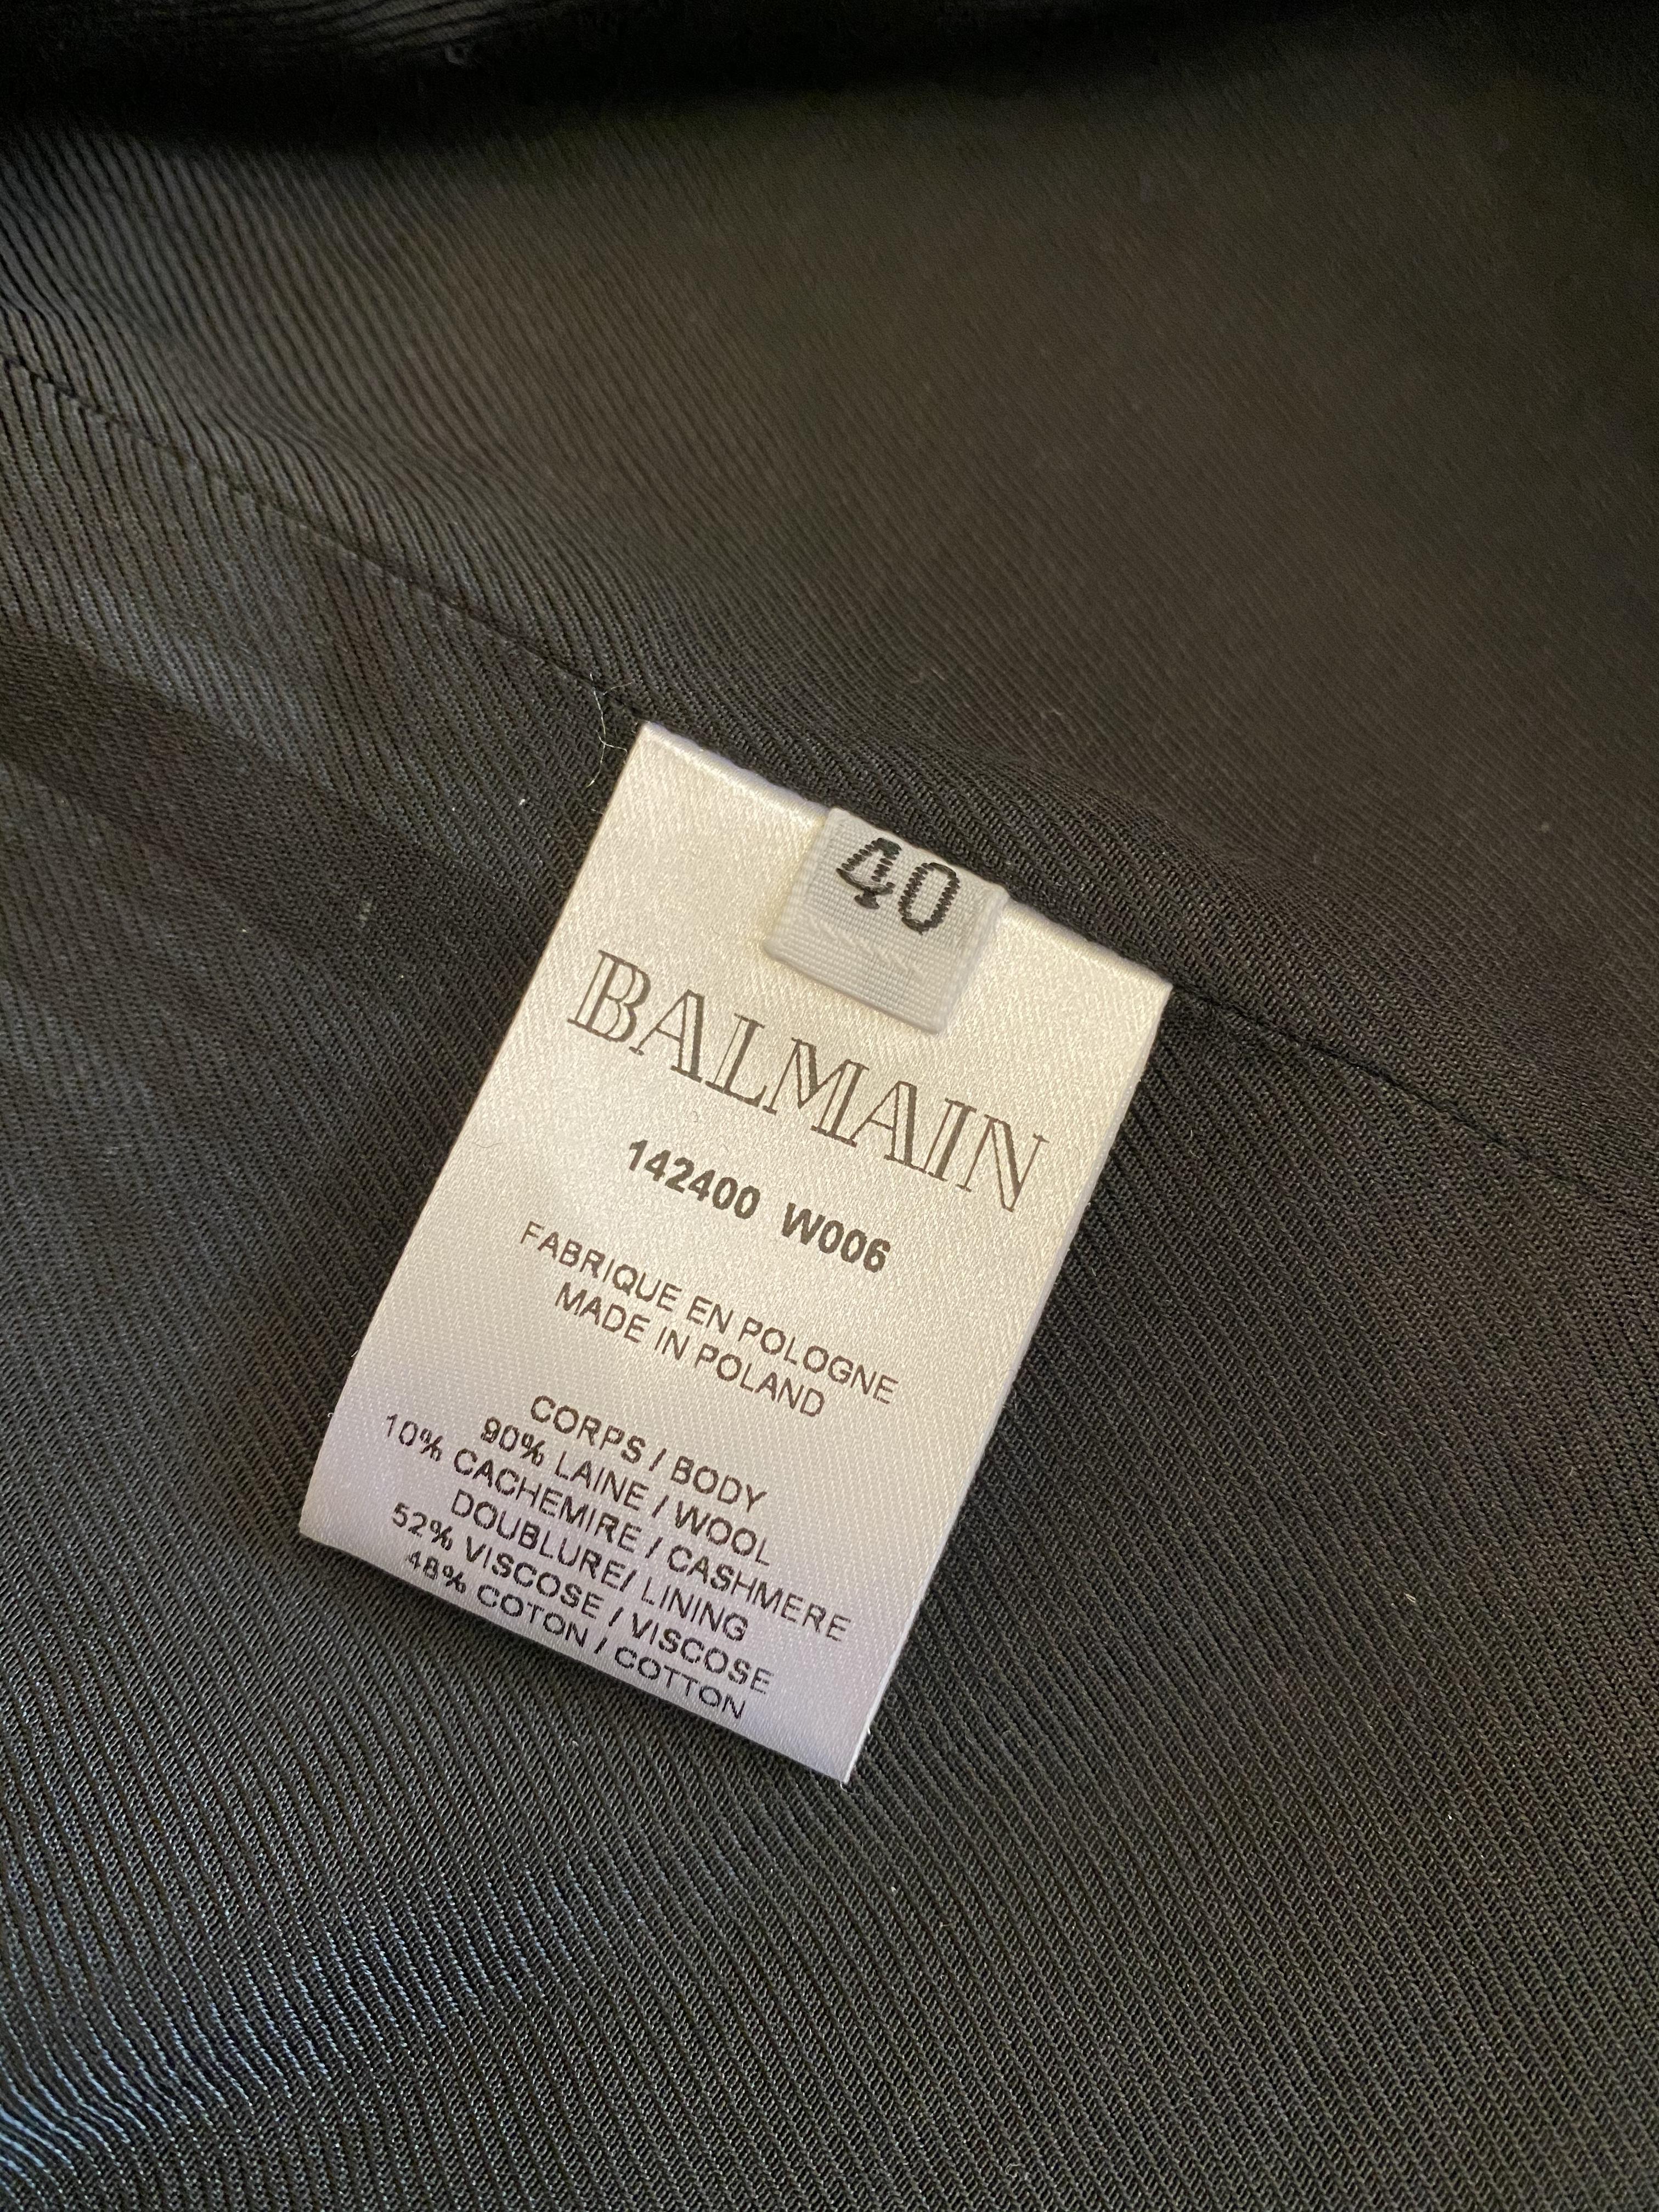 40
BALMAIN
142400 W006
FABRIQUE EN POLOGNE
MADE IN POLAND
CORPS / BODY
90% LAINE / WOOL
10% CACHEMIRE / CASHMERE
DOUBLURE/ LINING
52% VISCOSE / VISCOSE
48% COTON / COTTON